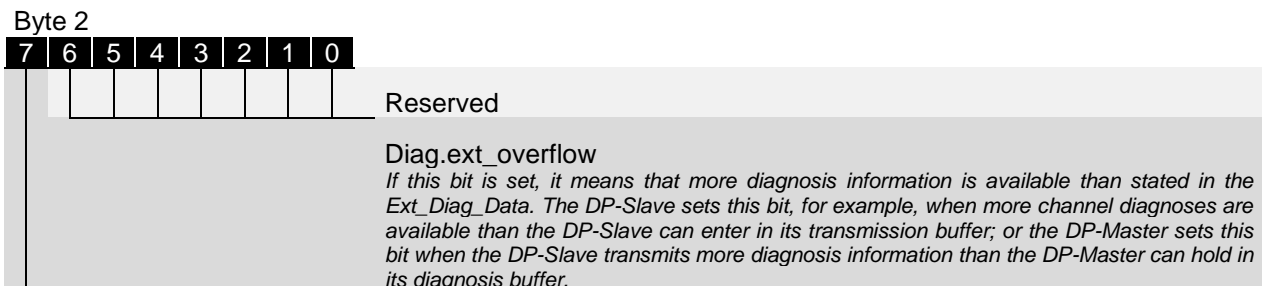 Byte 2
7 6 5 4 3 2 1 0
Reserved
Diag.ext_overflow
If this bit is set, it means that more diagnosis information is available than stated in the
Ext_Diag_Data. The DP-Slave sets this bit, for example, when more channel diagnoses are
available than the DP-Slave can enter in its transmission buffer; or the DP-Master sets this
bit when the DP-Slave transmits more diagnosis information than the DP-Master can hold in
its diagnosis buffer.